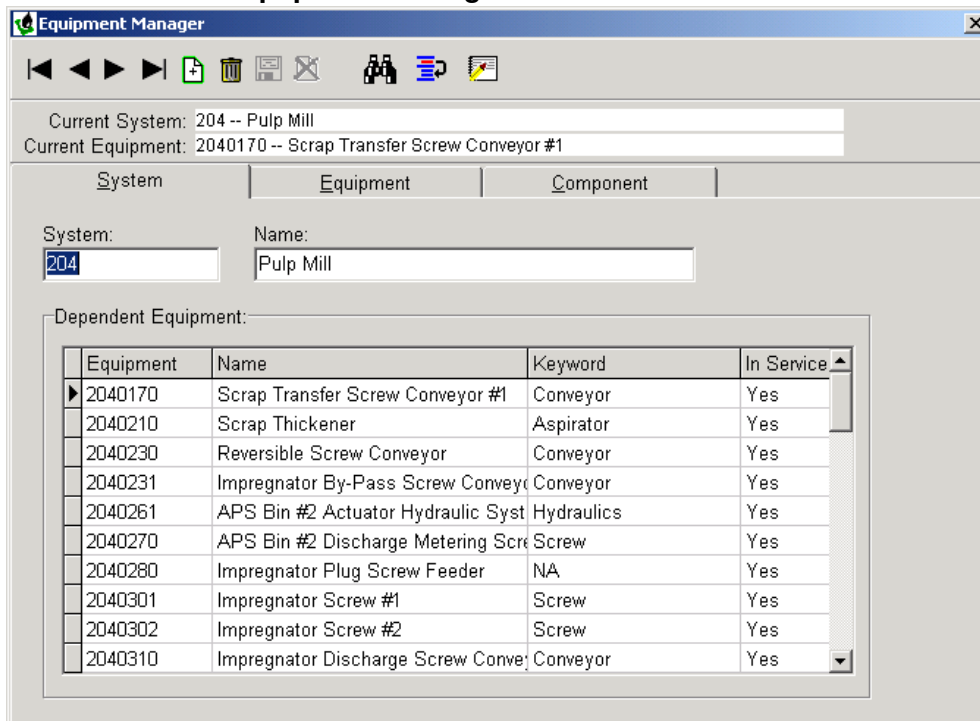 Equipment Manager
Current System: 204 -- Pulp Mill
Current Equipment: 2040170 -- Scrap Transfer Screw Conveyor #1
System Equipment Component
System: Name:
204 Pulp Mill
Dependent Equipment:
Equipment Name Keyword In Service
2040170 Scrap Transfer Screw Conveyor #1 Conveyor Yes
2040210 Scrap Thickener Aspirator Yes
2040230 Reversible Screw Conveyor Conveyor Yes
2040231 Impregnator By-Pass Screw Conveyo Conveyor Yes
2040261 APS Bin #2 Actuator Hydraulic Syst Hydraulics Yes
2040270 APS Bin #2 Discharge Metering Scre Screw Yes
2040280 Impregnator Plug Screw Feeder NA Yes
2040301 Impregnator Screw #1 Screw Yes
2040302 Impregnator Screw #2 Screw Yes
2040310 Impregnator Discharge Screw Convey Conveyor Yes